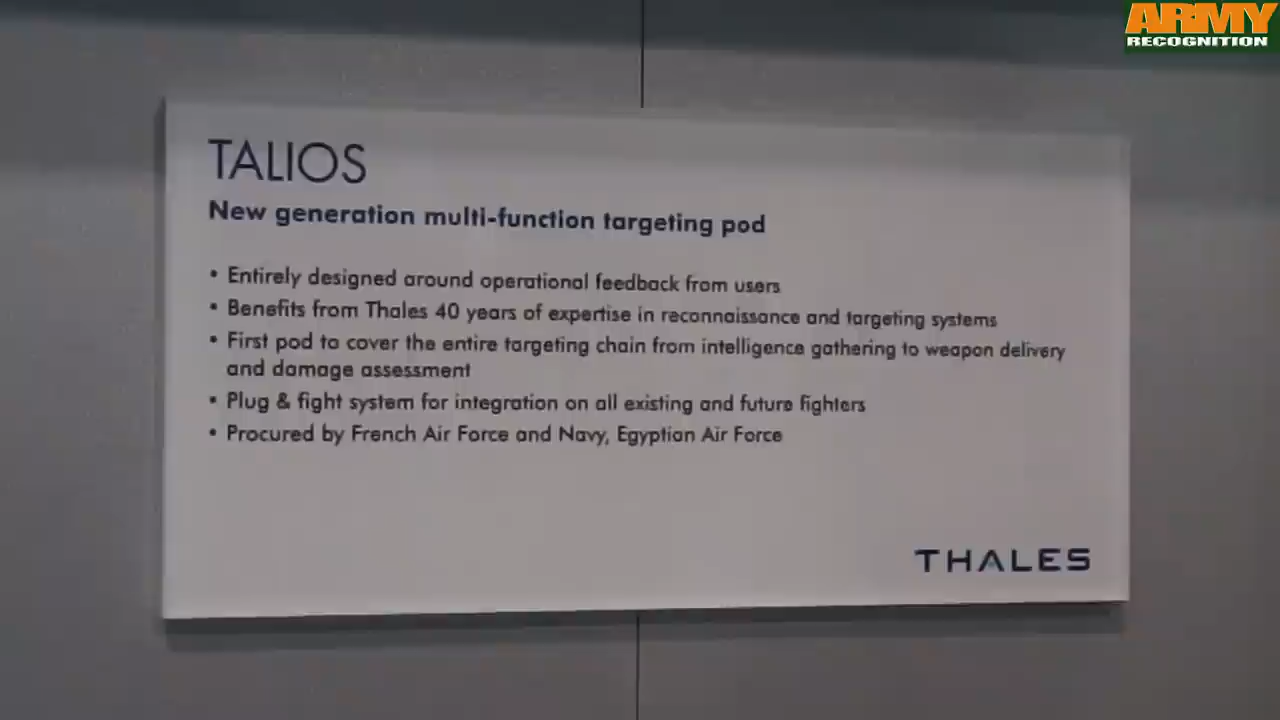 ARMY
RECOGNITION
TALIOS
New generation multi-function targeting pod
• Entirely designed around operational feedback from users
• Benefits from Thales 40 years of expertise in reconnaissance and targeting systems
• First pod to cover the entire targeting chain from intelligence gathering to weapon delivery
and damage assessment
• Plug & fight system for integration on all existing and future fighters
• Procured by French Air Force and Navy, Egyptian Air Force
THALES